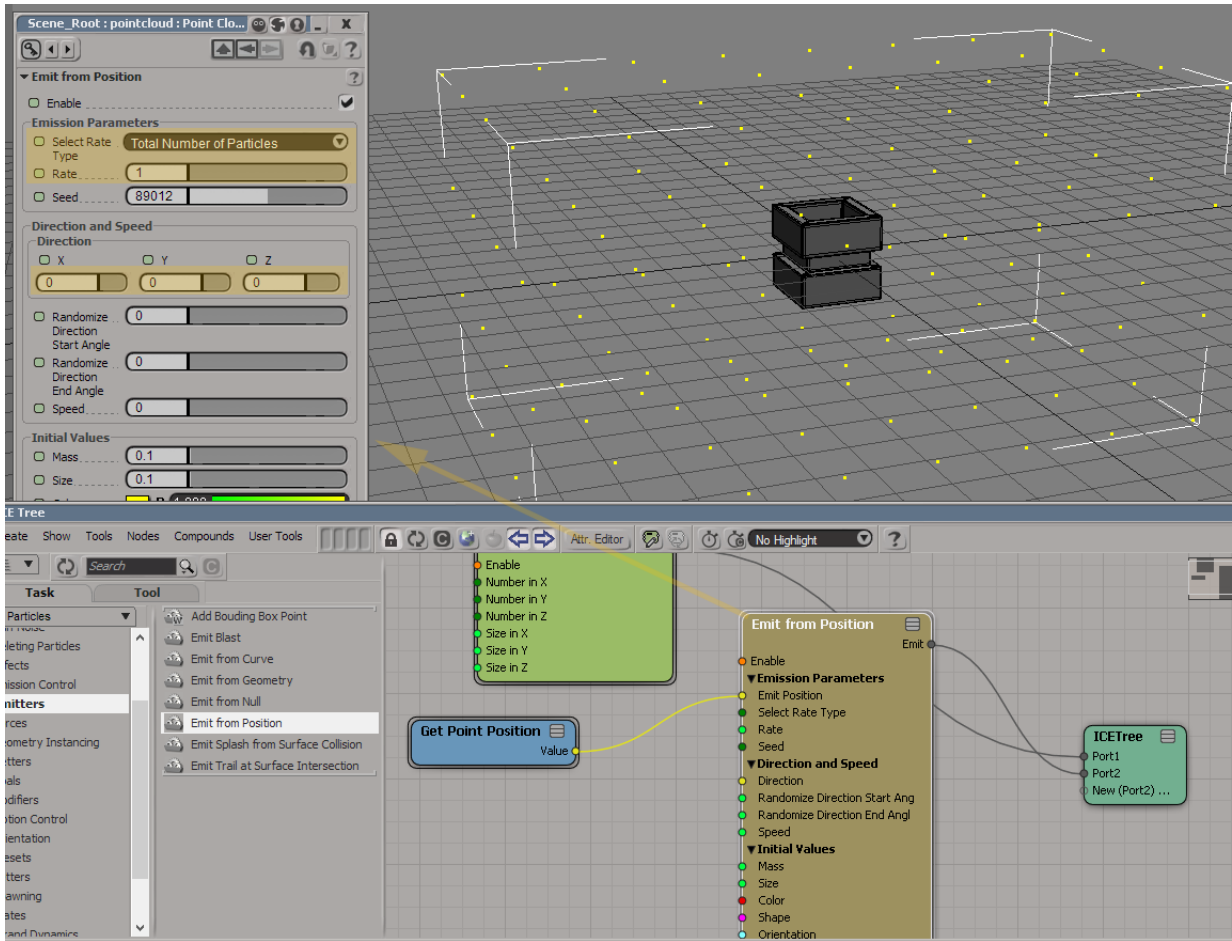 Scene_Root : pointcloud : Point Clo...
Emit from Position
Enable
Emission Parameters
Select Rate Type
Total Number of Particles
Rate
1
Seed
89012
Direction and Speed
Direction
X Y Z
0 0 0
Randomize
Direction
Start Angle
0
Randomize
Direction
End Angle
0
Speed
0
Initial Values
Mass
0.1
Size
0.1
ICE Tree
Show Tools Nodes Compounds User Tools
Attr. Editor
No Highlight
Search
Task
Tool
Particles
Particles
Geometry Instancing
Control
Dynamics
Add Bouding Box Point
Emit Blast
Emit from Curve
Emit from Geometry
Emit from Null
Emit from Position
Emit Splash from Surface Collision
Emit Trail at Surface Intersection
Enable
Number in X
Number in Y
Number in Z
Size in X
Size in Y
Size in Z
Get Point Position
Value
Emit from Position
Emit
Enable
Emission Parameters
Emit Position
Select Rate Type
Rate
Seed
Direction and Speed
Direction
Randomize Direction Start Ang
Randomize Direction End Angl
Speed
Initial Values
Mass
Size
Color
Shape
Orientation
ICETree
Port1
Port2
New (Port2) ...